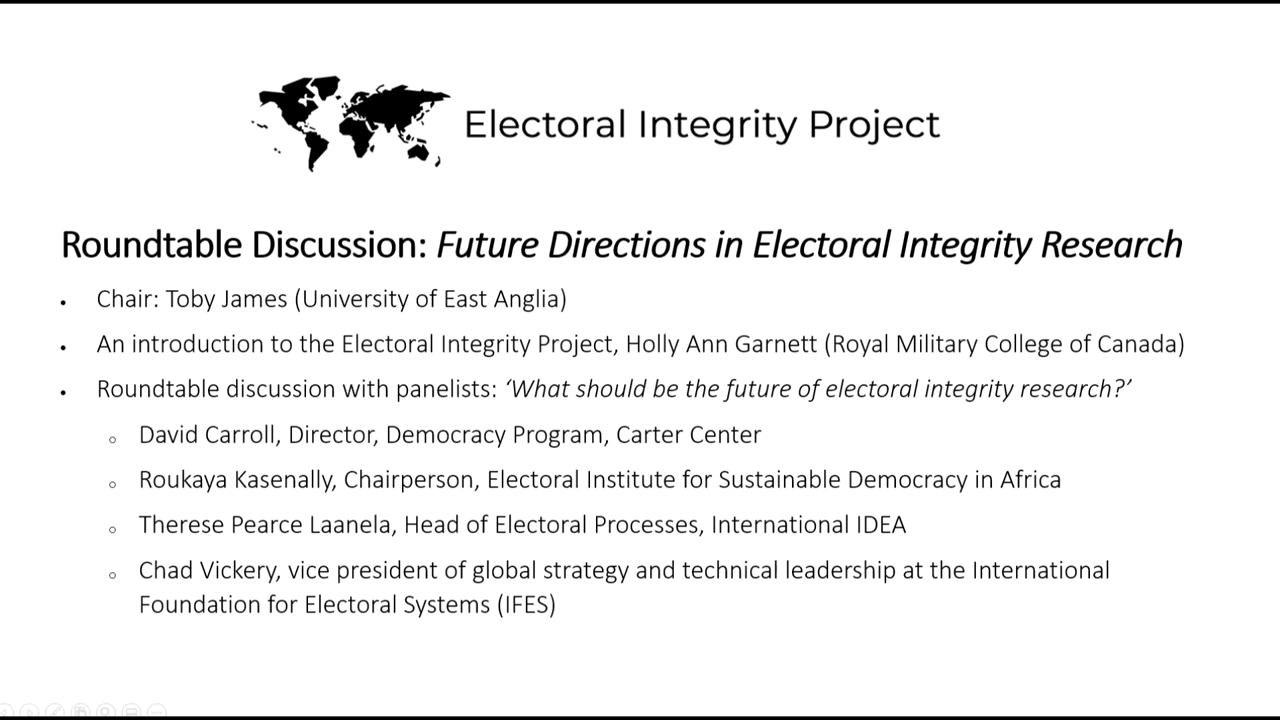 Electoral Integrity Project
Roundtable Discussion: Future Directions in Electoral Integrity Research
• Chair: Toby James (University of East Anglia)
• An introduction to the Electoral Integrity Project, Holly Ann Garnett (Royal Military College of Canada)
• Roundtable discussion with panelists: ‘What should be the future of electoral integrity research?’
○ David Carroll, Director, Democracy Program, Carter Center
○ Roukaya Kasenally, Chairperson, Electoral Institute for Sustainable Democracy in Africa
○ Therese Pearce Laanela, Head of Electoral Processes, International IDEA
○ Chad Vickery, vice president of global strategy and technical leadership at the International
Foundation for Electoral Systems (IFES)